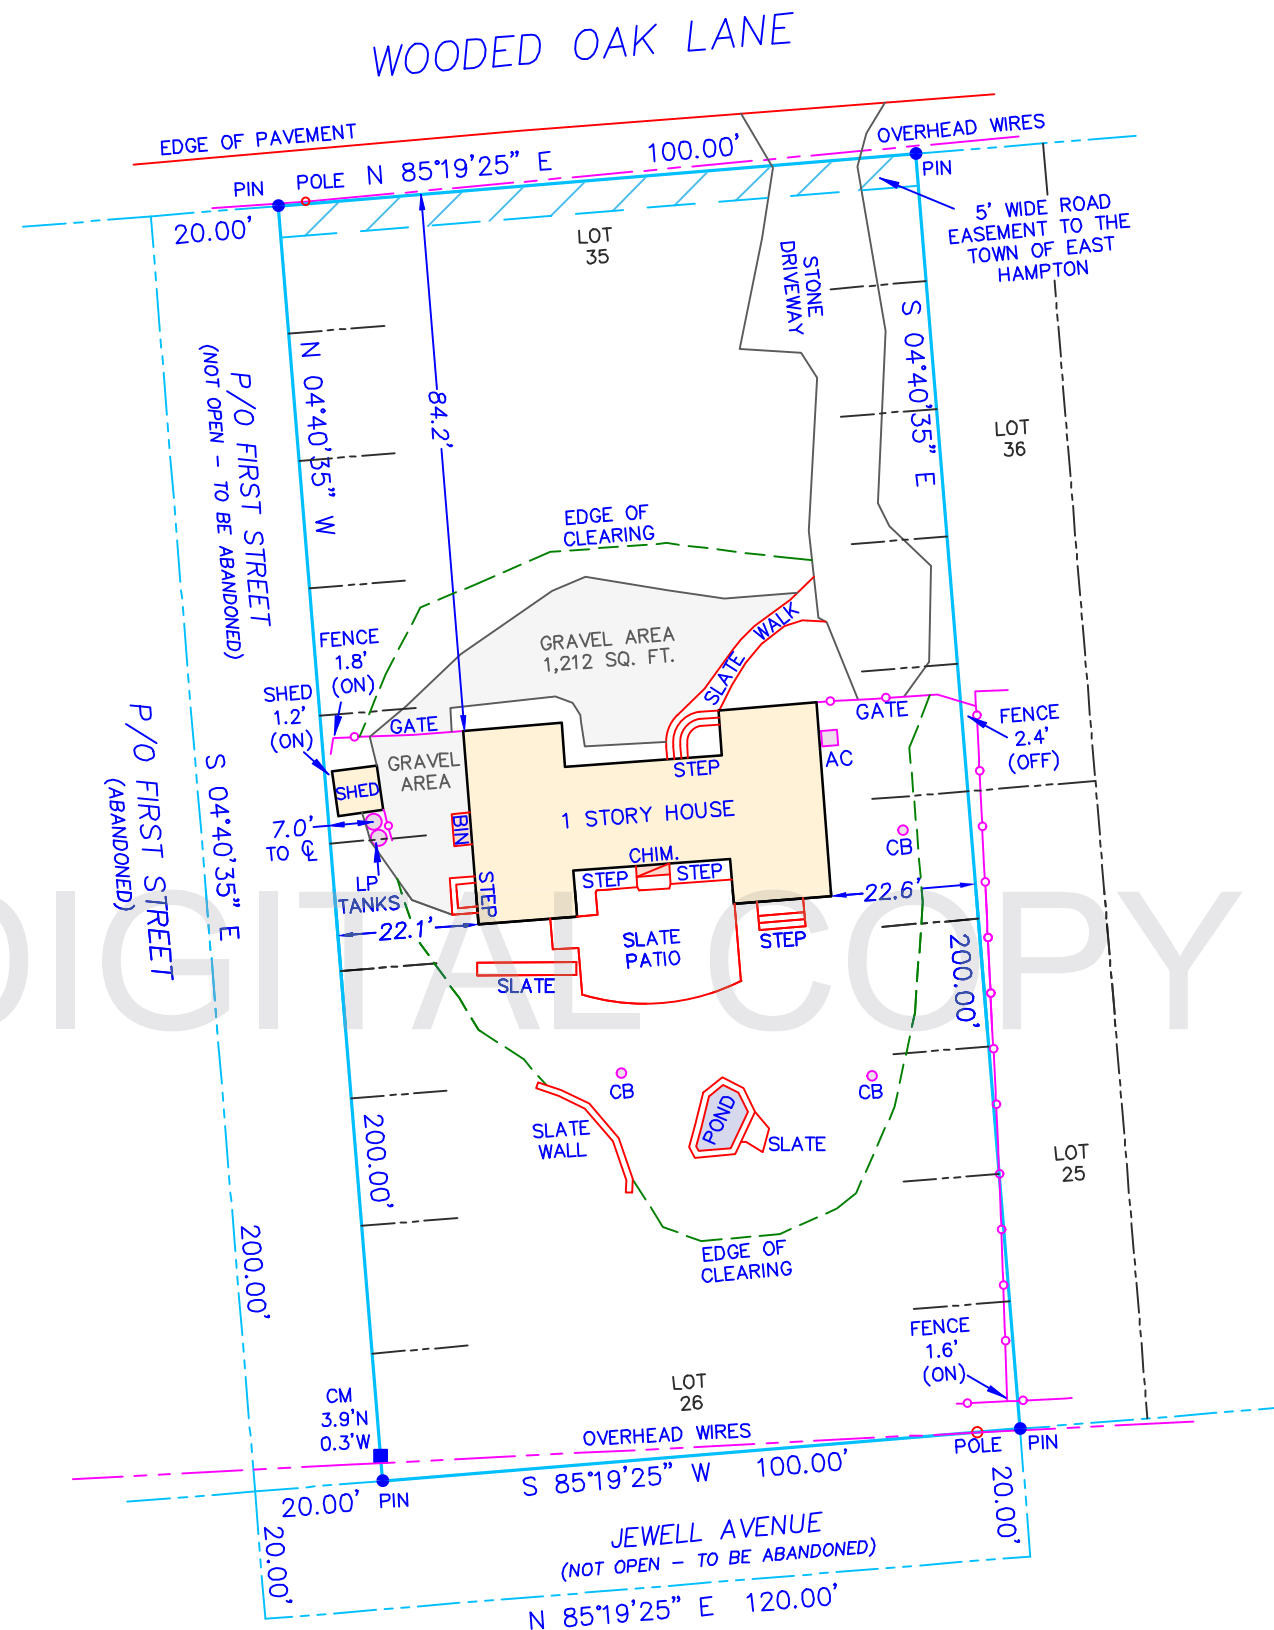 WOODED OAK LANE
EDGE OF PAVEMENT
OVERHEAD WIRES
PIN
POLE
N 85°19'25" E
100.00'
PIN
20.00'
5' WIDE ROAD
EASEMENT TO THE
TOWN OF EAST
HAMPTON
LOT
35
STONE
DRIVEWAY
N 04°40'35" W
S 04°40'35" E
P/O FIRST STREET
(NOT OPEN - TO BE ABANDONED)
84.2'
LOT
36
EDGE OF
CLEARING
FENCE
1.8'
(ON)
GRAVEL AREA
1,212 SQ. FT.
SLATE WALK
SHED
1.2'
(ON)
GATE
GATE
FENCE
2.4'
(OFF)
P/O FIRST STREET
(ABANDONED)
S 04°40'35" E
GRAVEL
AREA
STEP
AC
SHED
1 STORY HOUSE
BIN
7.0'
TO ℄
CB
CHIM.
STEP
STEP
STEP
LP
TANKS
22.6'
22.1'
SLATE
PATIO
STEP
SLATE
200.00'
DIGITAL COPY
CB
CB
POND
SLATE
WALL
SLATE
200.00'
LOT
25
200.00'
EDGE OF
CLEARING
FENCE
1.6'
(ON)
CM
3.9'N
0.3'W
LOT
26
OVERHEAD WIRES
POLE
PIN
S 85°19'25" W
100.00'
20.00'
PIN
20.00'
20.00'
JEWELL AVENUE
(NOT OPEN - TO BE ABANDONED)
N 85°19'25" E
120.00'